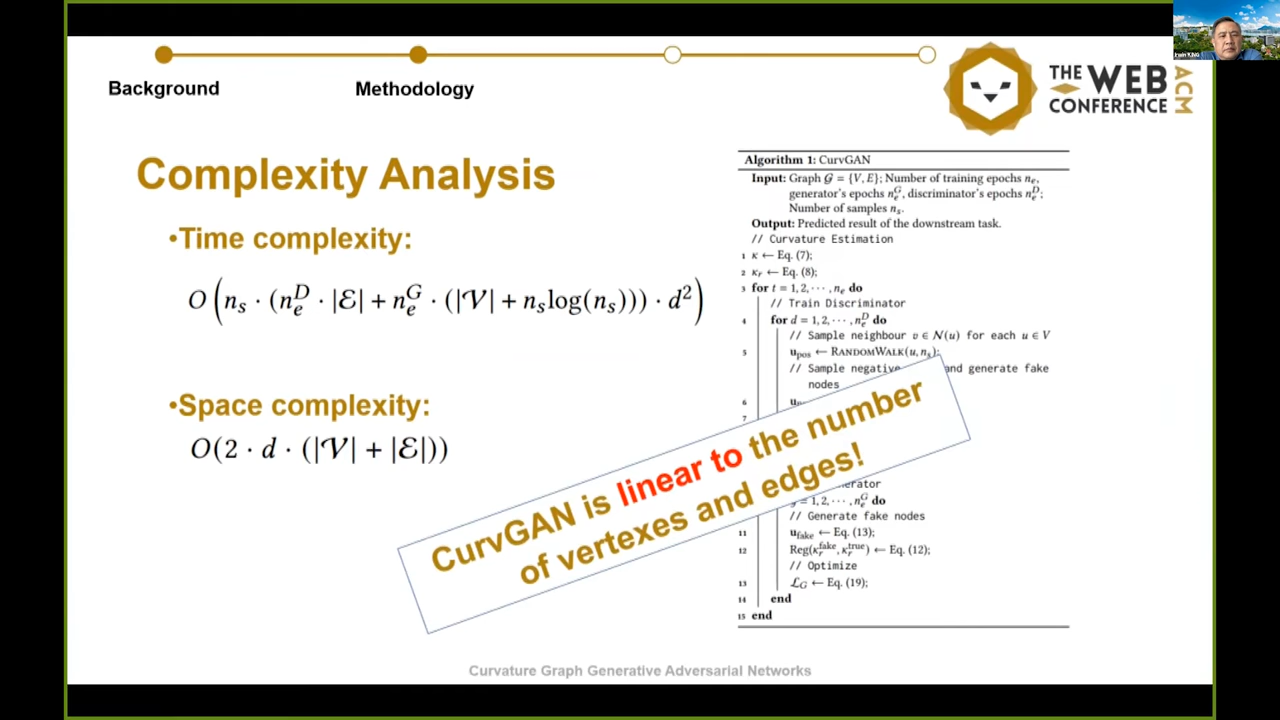 Background
Methodology
THE WEB
CONFERENCE
ACM
Complexity Analysis
•Time complexity:
O(n_s · (n_e^D · |ℰ| + n_e^G · (|𝒱| + n_s log(n_s))) · d²)
•Space complexity:
O(2 · d · (|𝒱| + |ℰ|))
CurvGAN is linear to the number
of vertexes and edges!
Algorithm 1: CurvGAN
Input: Graph 𝒢 = {V, E}; Number of training epochs n_e,
generator's epochs n_e^G, discriminator's epochs n_e^D;
Number of samples n_s.
Output: Predicted result of the downstream task.
// Curvature Estimation
1 κ ← Eq. (7);
2 κ_r ← Eq. (8);
3 for t = 1, 2, ··· , n_e do
// Train Discriminator
4 for d = 1, 2, ··· , n_e^D do
// Sample neighbour v ∈ N(u) for each u ∈ V
5 u_pos ← RANDOMWALK(u, n_s);
// Sample negative and generate fake
nodes
6
7
= 1, 2, ··· , n_e^G do
// Generate fake nodes
11 u_fake ← Eq. (13);
12 Reg(κ_r^fake, κ_r^true) ← Eq. (12);
// Optimize
13 ℒ_G ← Eq. (19);
14 end
15 end
Curvature Graph Generative Adversarial Networks
Irwin KING